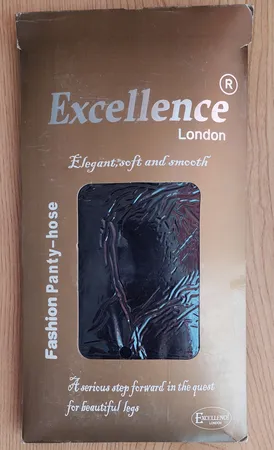 Excellence ®
London
Elegant, soft and smooth
Fashion Panty-hose
A serious step forward in the quest
for beautiful legs
EXCELLENCE
LONDON